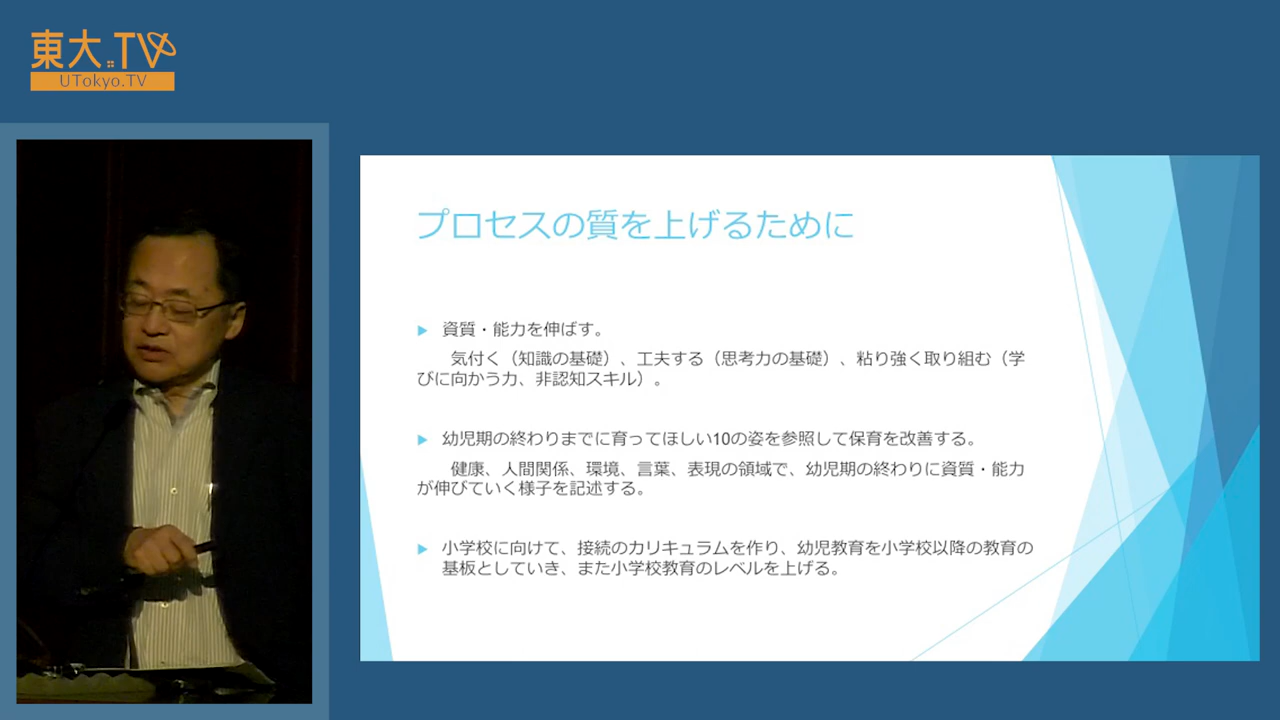 東大.TV
UTokyo.TV
プロセスの質を上げるために
▶ 資質・能力を伸ばす。
気付く（知識の基礎）、工夫する（思考力の基礎）、粘り強く取り組む（学
びに向かう力、非認知スキル）。
▶ 幼児期の終わりまでに育ってほしい10の姿を参照して保育を改善する。
健康、人間関係、環境、言葉、表現の領域で、幼児期の終わりに資質・能力
が伸びていく様子を記述する。
▶ 小学校に向けて、接続のカリキュラムを作り、幼児教育を小学校以降の教育の
基板としていき、また小学校教育のレベルを上げる。